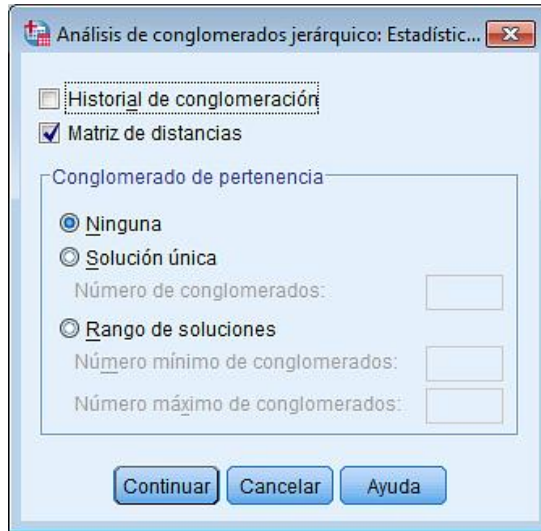 Análisis de conglomerados jerárquico: Estadístic...
Historial de conglomeración
Matriz de distancias
Conglomerado de pertenencia
Ninguna
Solución única
Número de conglomerados:
Rango de soluciones
Número mínimo de conglomerados:
Número máximo de conglomerados:
Continuar Cancelar Ayuda